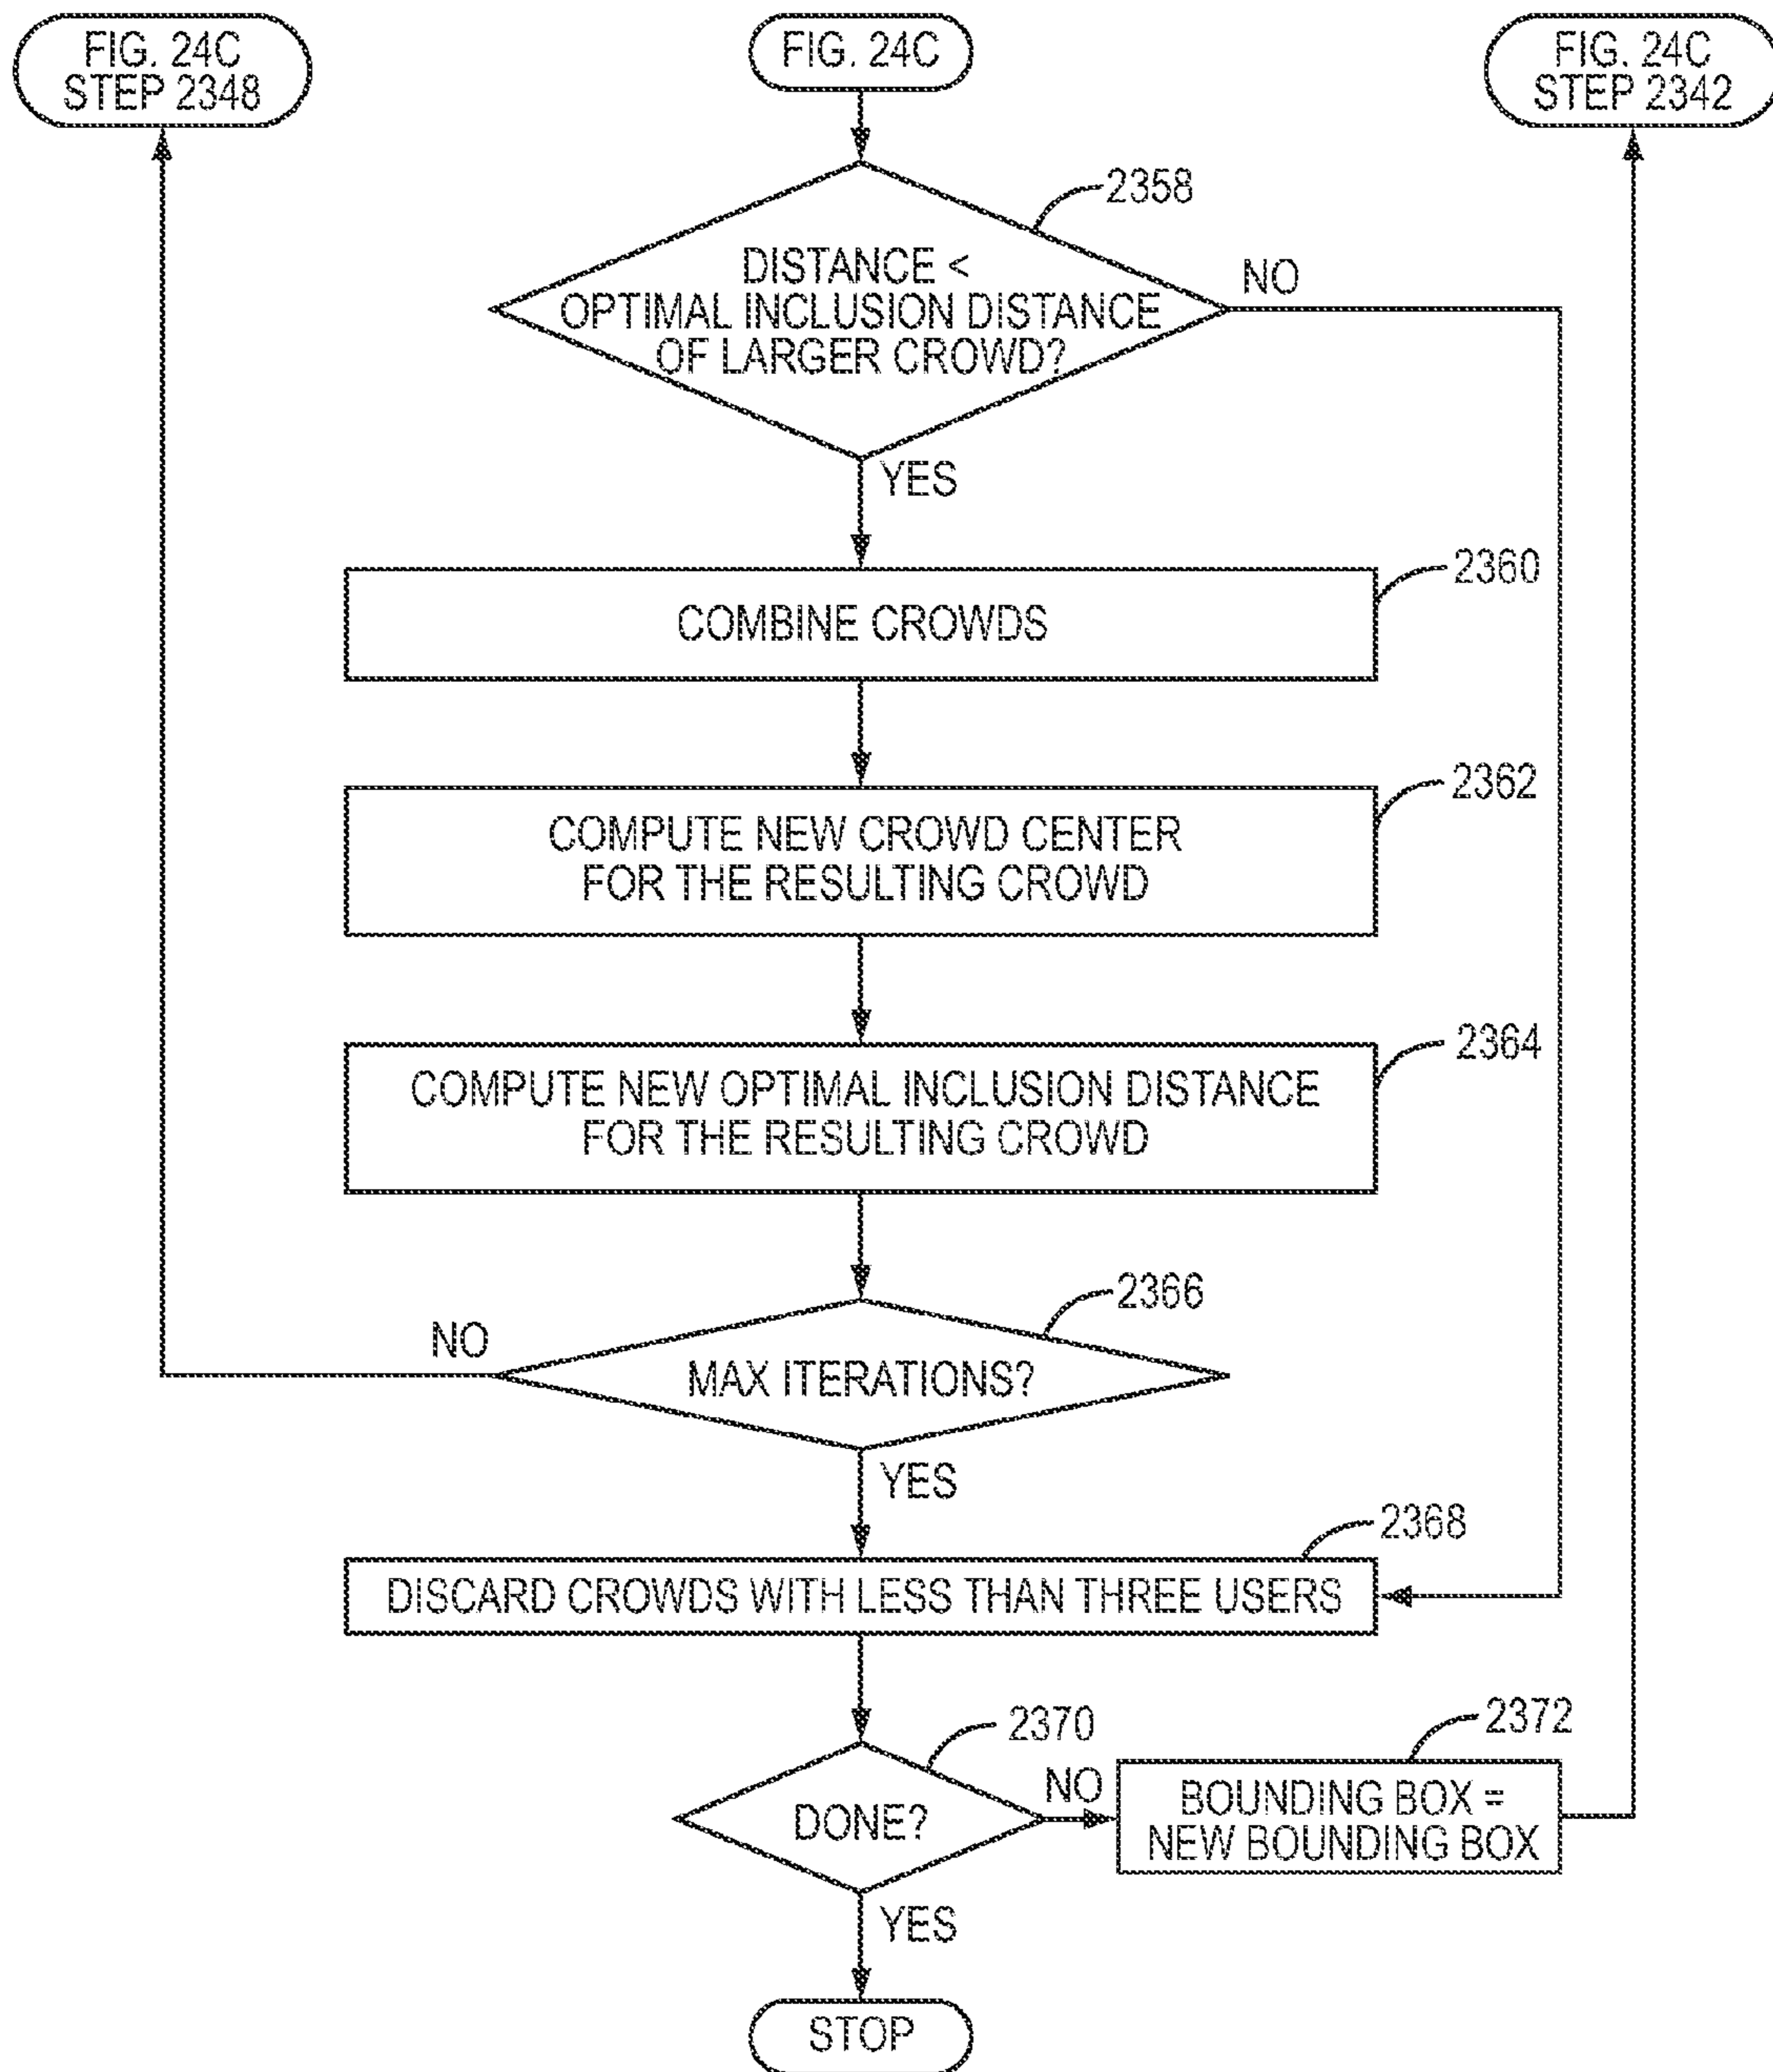 FIG. 24C
STEP 2348
FIG. 24C
FIG. 24C
STEP 2342
2358
DISTANCE <
OPTIMAL INCLUSION DISTANCE
OF LARGER CROWD?
NO
YES
2360
COMBINE CROWDS
2362
COMPUTE NEW CROWD CENTER
FOR THE RESULTING CROWD
2364
COMPUTE NEW OPTIMAL INCLUSION DISTANCE
FOR THE RESULTING CROWD
2366
NO
MAX ITERATIONS?
YES
2368
DISCARD CROWDS WITH LESS THAN THREE USERS
2370
2372
DONE?
NO
BOUNDING BOX =
NEW BOUNDING BOX
YES
STOP